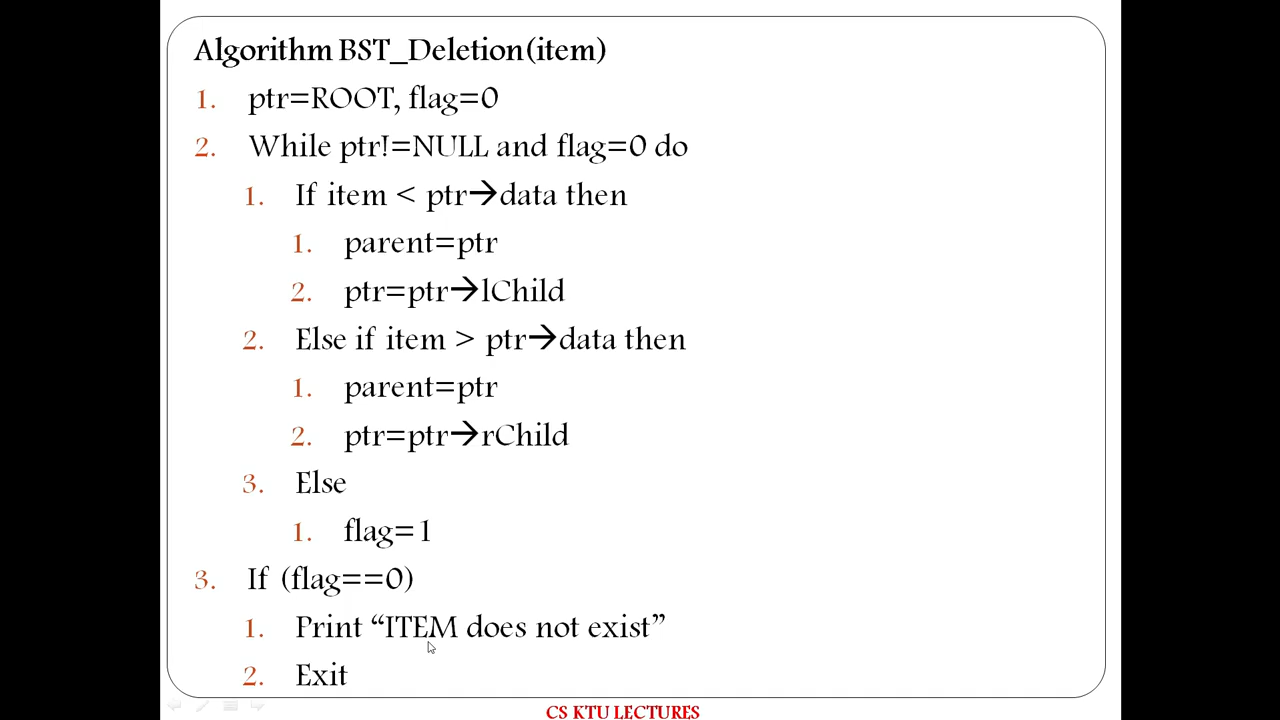 Algorithm BST_Deletion(item)
1. ptr=ROOT, flag=0
2. While ptr!=NULL and flag=0 do
1. If item < ptr→data then
1. parent=ptr
2. ptr=ptr→lChild
2. Else if item > ptr→data then
1. parent=ptr
2. ptr=ptr→rChild
3. Else
1. flag=1
3. If (flag==0)
1. Print “ITEM does not exist”
2. Exit
CS KTU LECTURES